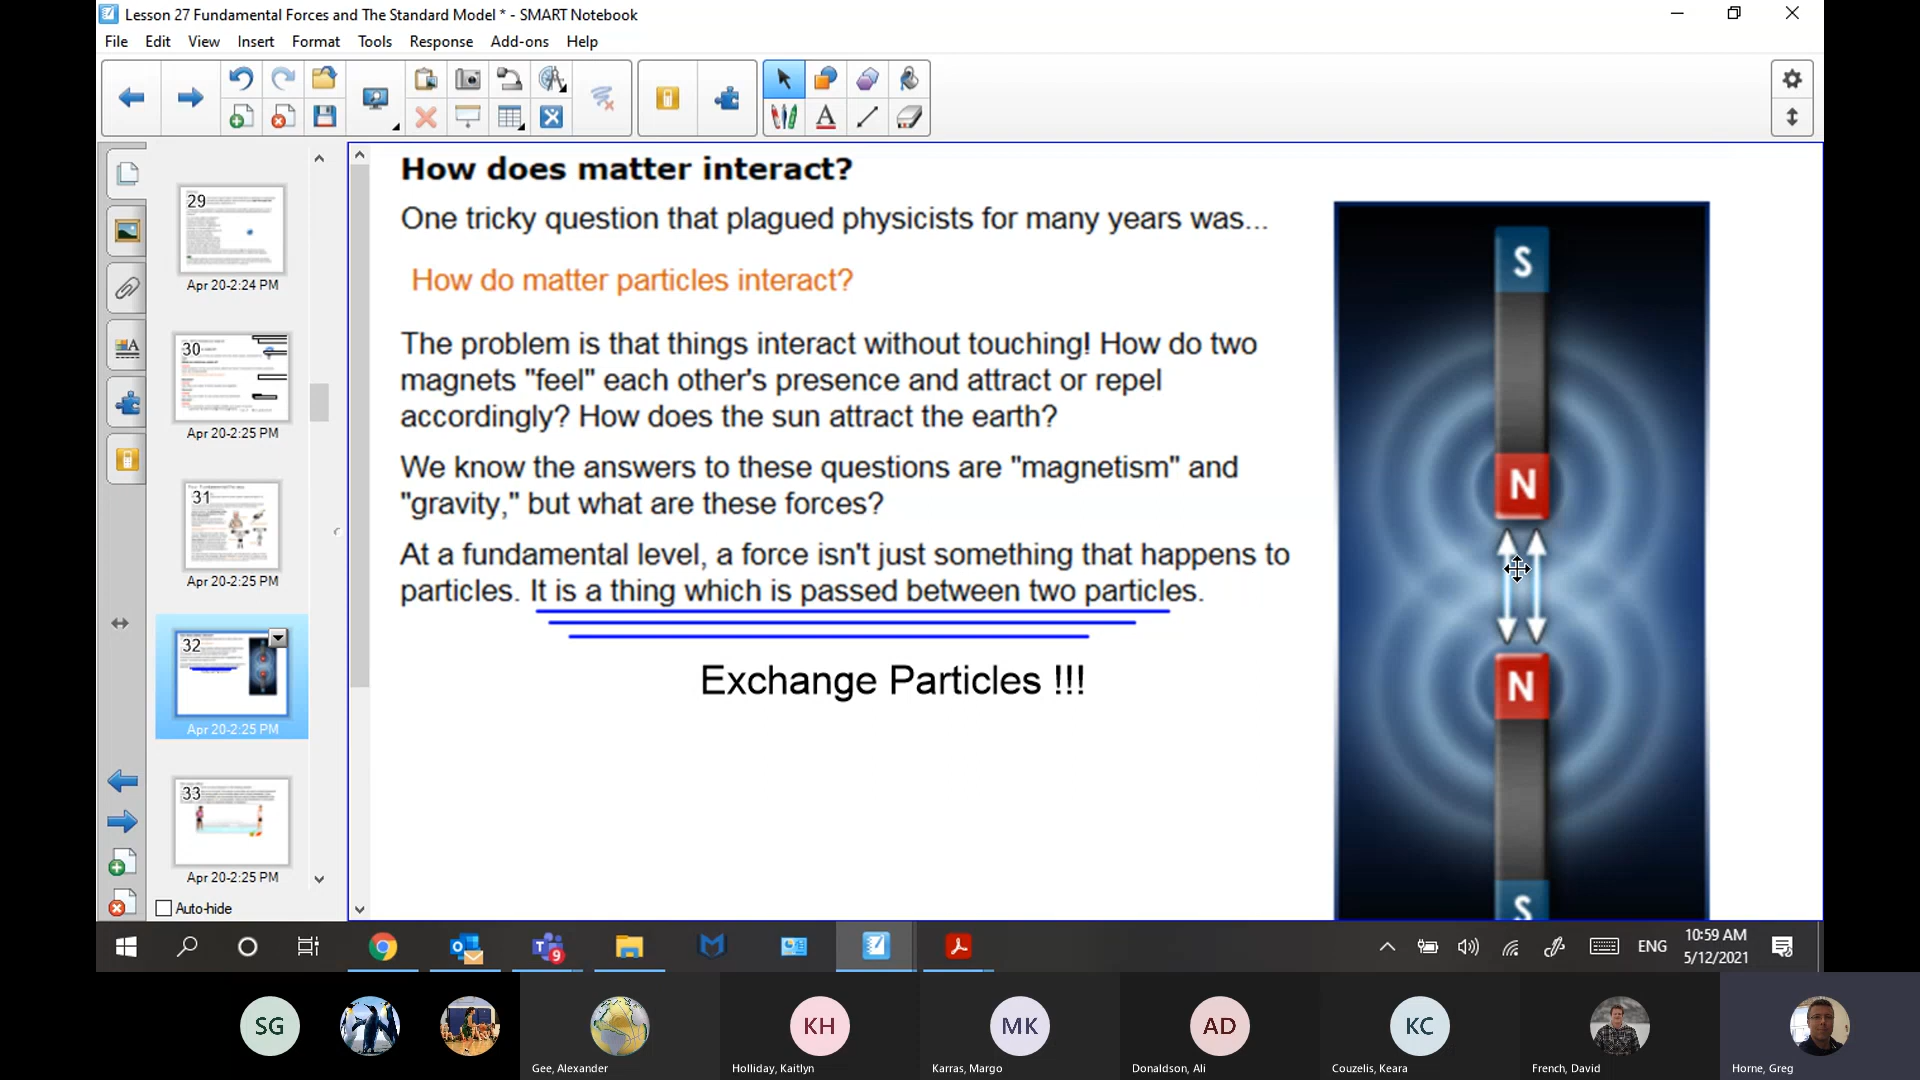 Lesson 27 Fundamental Forces and The Standard Model * - SMART Notebook
File Edit View Insert Format Tools Response Add-ons Help
29
Apr 20-2:24 PM
30
Apr 20-2:25 PM
31
Apr 20-2:25 PM
32
Apr 20-2:25 PM
33
Apr 20-2:25 PM
Auto-hide
How does matter interact?
One tricky question that plagued physicists for many years was...
How do matter particles interact?
The problem is that things interact without touching! How do two
magnets "feel" each other's presence and attract or repel
accordingly? How does the sun attract the earth?
We know the answers to these questions are "magnetism" and
"gravity," but what are these forces?
At a fundamental level, a force isn't just something that happens to
particles. It is a thing which is passed between two particles.
Exchange Particles !!!
S
N
N
S
9
ENG
10:59 AM
5/12/2021
SG
KH
MK
AD
KC
Gee, Alexander
Holliday, Kaitlyn
Karras, Margo
Donaldson, Ali
Couzelis, Keara
French, David
Horne, Greg